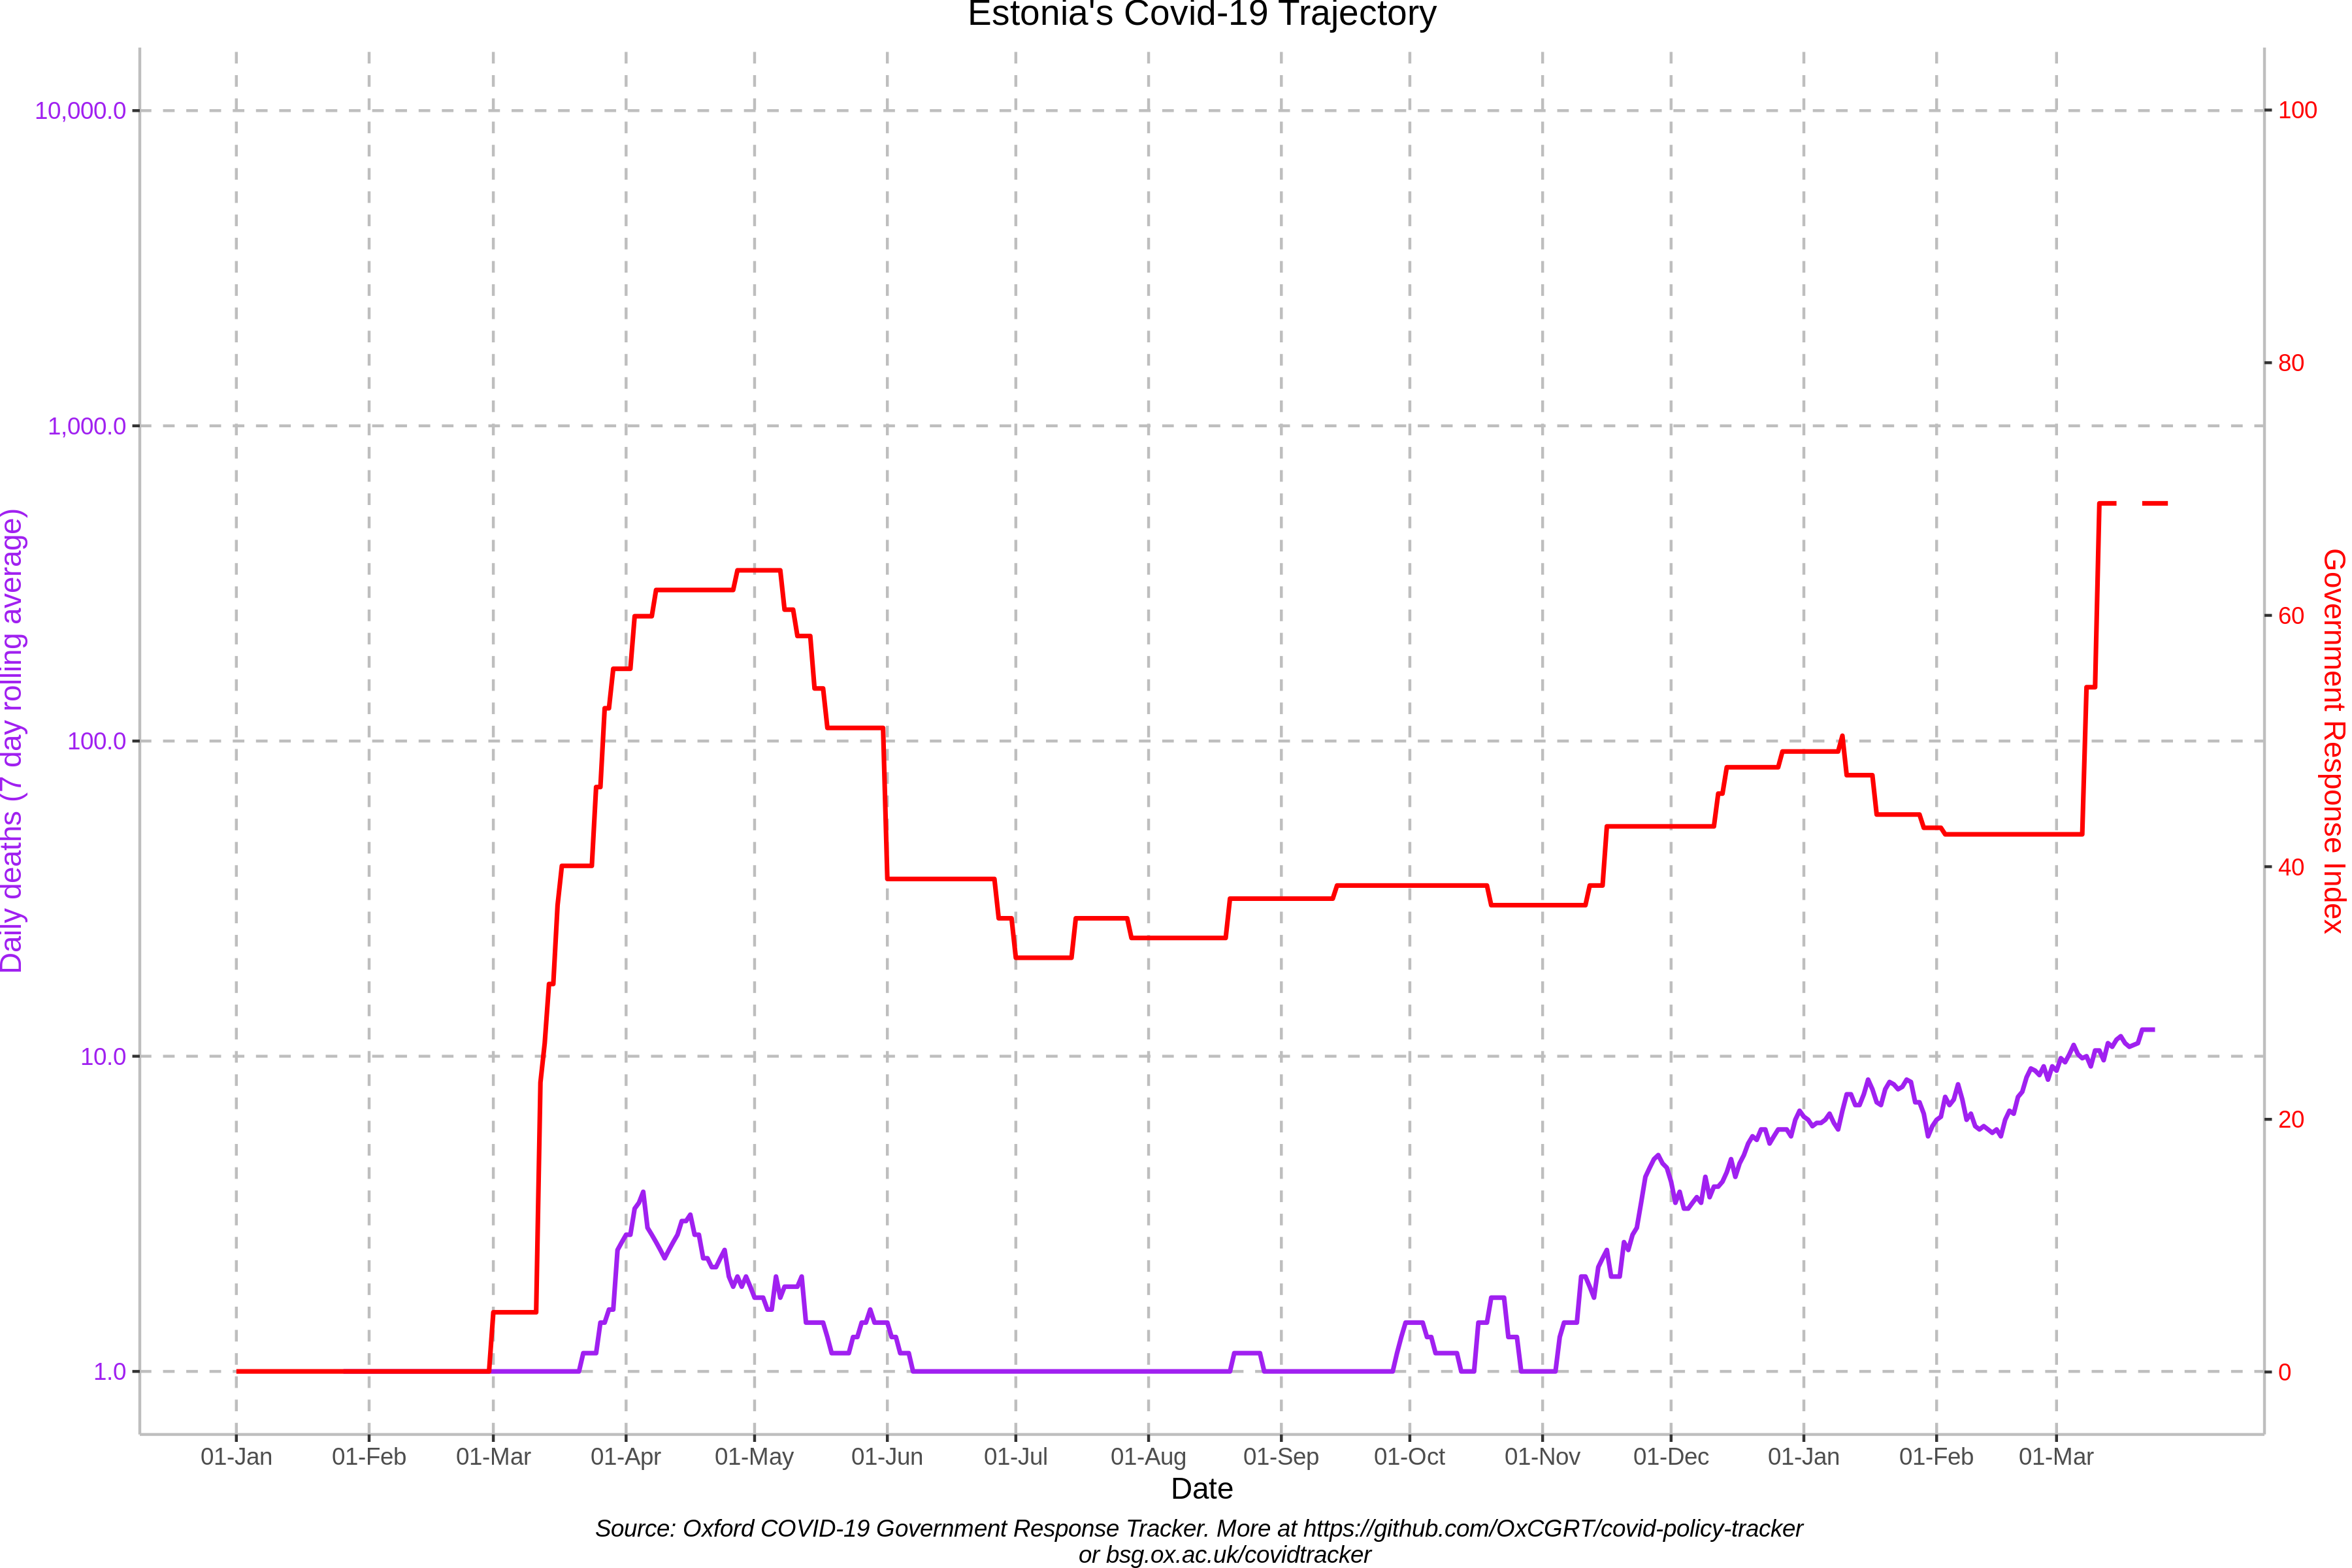 Estonia's Covid-19 Trajectory
10,000.0
1,000.0
100.0
10.0
1.0
Daily deaths (7 day rolling average)
100
80
60
40
20
0
Government Response Index
01-Jan 01-Feb 01-Mar 01-Apr 01-May 01-Jun 01-Jul 01-Aug 01-Sep 01-Oct 01-Nov 01-Dec 01-Jan 01-Feb 01-Mar
Date
Source: Oxford COVID-19 Government Response Tracker. More at https://github.com/OxCGRT/covid-policy-tracker
or bsg.ox.ac.uk/covidtracker